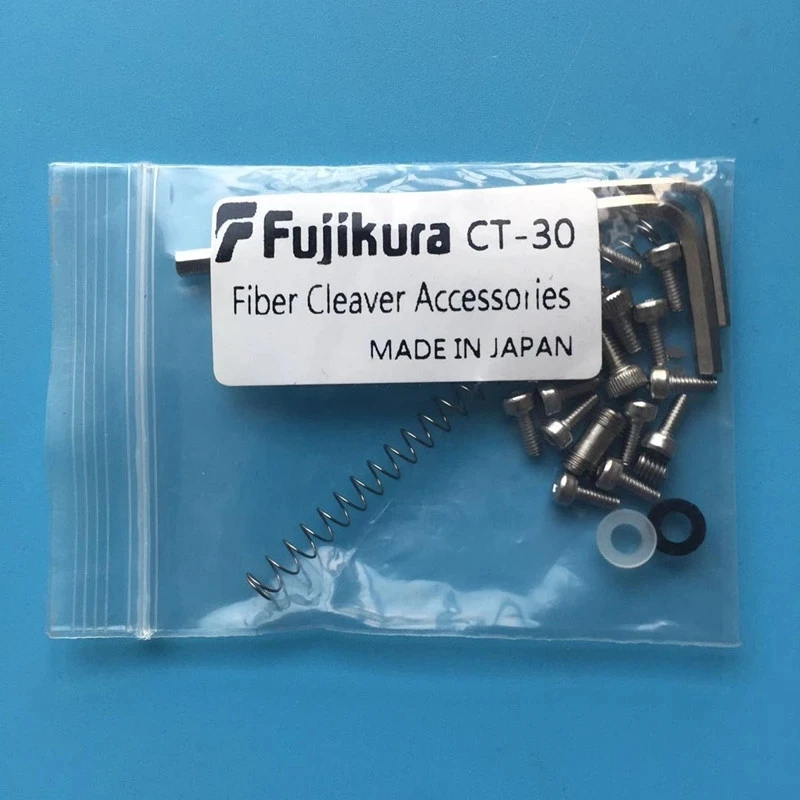 Fujikura CT-30
Fiber Cleaver Accessories
MADE IN JAPAN